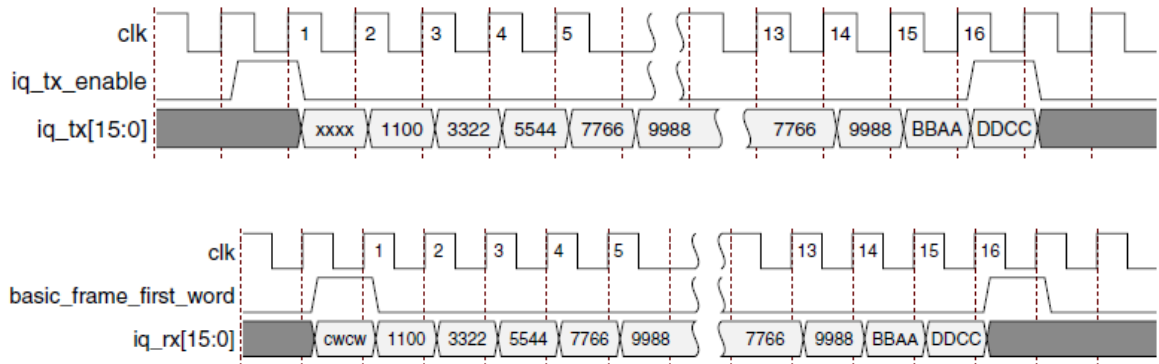 clk 1 2 3 4 5 13 14 15 16
iq_tx_enable
iq_tx[15:0] xxxx 1100 3322 5544 7766 9988 7766 9988 BBAA DDCC
clk 1 2 3 4 5 13 14 15 16
basic_frame_first_word
iq_rx[15:0] cwcw 1100 3322 5544 7766 9988 7766 9988 BBAA DDCC